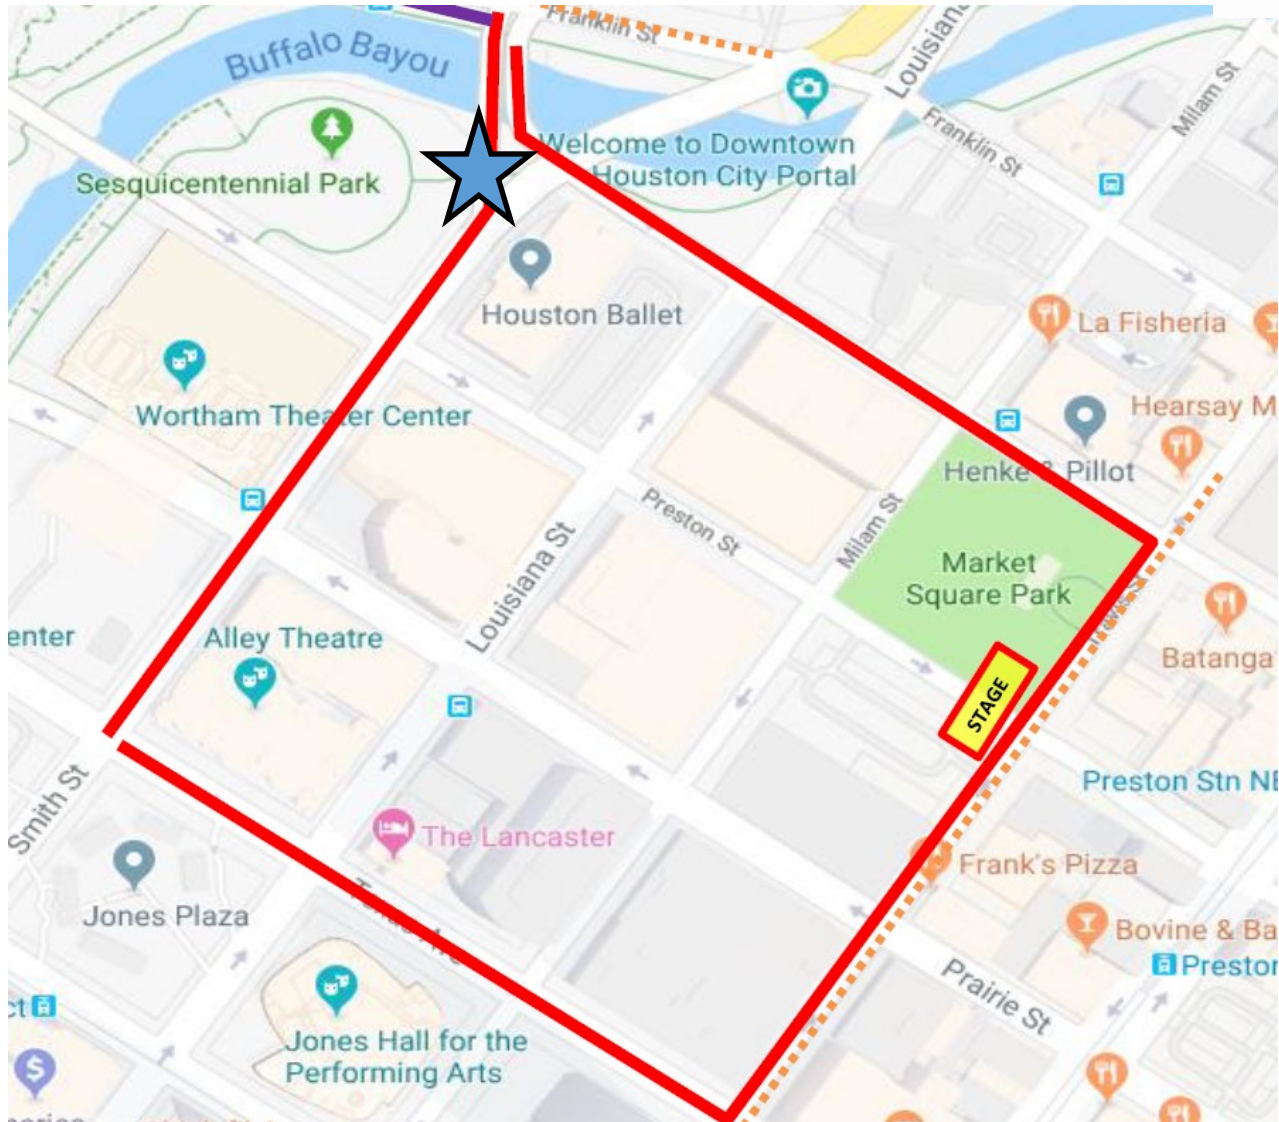 Franklin St
Louisiana
Buffalo Bayou
Milam St
Welcome to Downtown
Houston City Portal
Franklin St
Sesquicentennial Park
Houston Ballet
La Fisheria
Wortham Theater Center
Hearsay M
Henke & Pillot
Preston St
Milam St
Market
Square Park
Louisiana St
enter
Alley Theatre
Batanga
STAGE
Smith St
Preston Stn NE
The Lancaster
Frank's Pizza
Jones Plaza
Bovine & Ba
Preston
Prairie St
ct
Jones Hall for the
Performing Arts